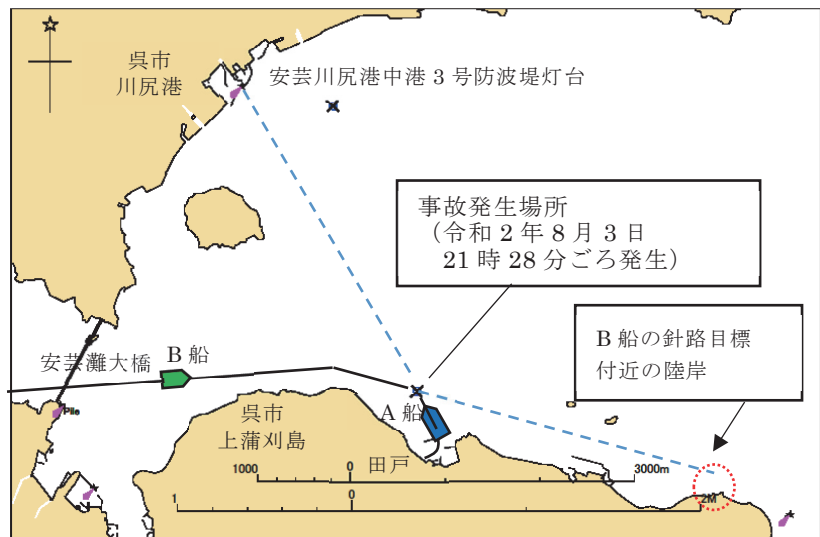 呉市
川尻港
安芸川尻港中港3号防波堤灯台
事故発生場所
（令和2年8月3日
21時28分ごろ発生）
B船の針路目標
付近の陸岸
安芸灘大橋
B船
A船
呉市
上蒲刈島
田戸
Pile
1000
0
3000m
1
0
2M